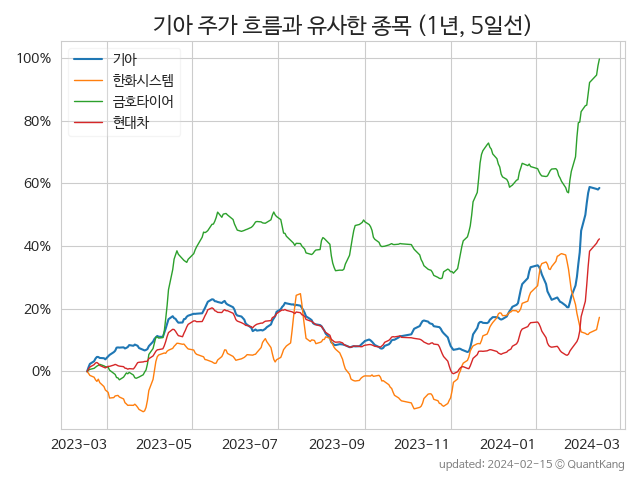 기아 주가 흐름과 유사한 종목 (1년, 5일선)
기아
한화시스템
금호타이어
현대차
100%
80%
60%
40%
20%
0%
2023-03 2023-05 2023-07 2023-09 2023-11 2024-01 2024-03
updated: 2024-02-15 © QuantKang